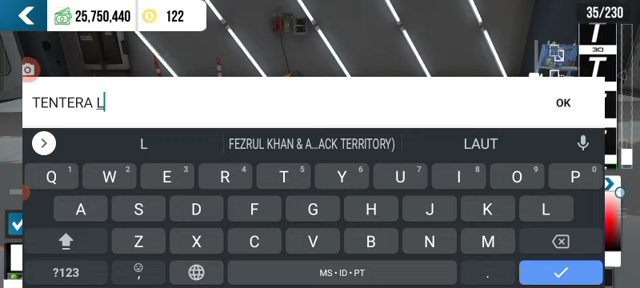 25,750,440 122 35/230
30
TENTERA L OK
L FEZRUL KHAN & A...ACK TERRITORY) LAUT
Q 1 W 2 E 3 R 4 T 5 Y 6 U 7 I 8 O 9 P 0
A S D F G H J K L
Z X C V B N M
?123 , MS • ID • PT .